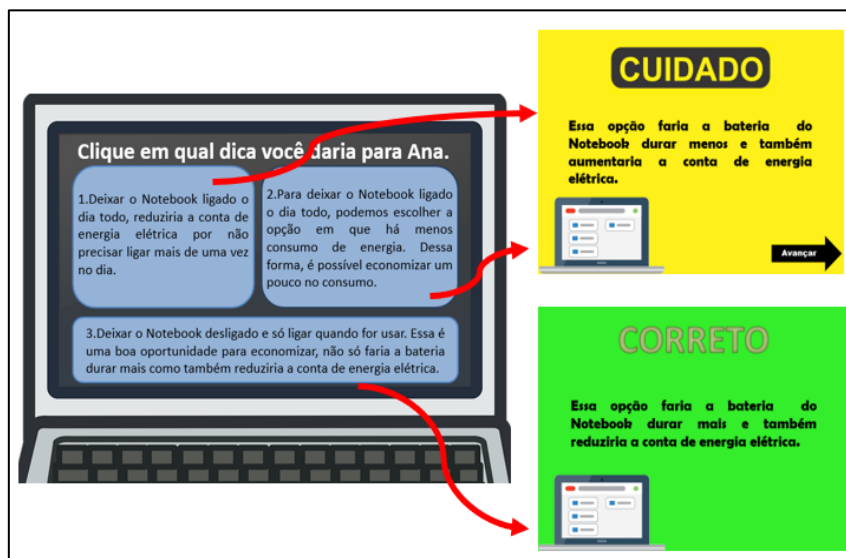 Clique em qual dica você daria para Ana.
1.Deixar o Notebook ligado o
dia todo, reduziria a conta de
energia elétrica por não
precisar ligar mais de uma vez
no dia.
2.Para deixar o Notebook ligado
o dia todo, podemos escolher a
opção em que há menos
consumo de energia. Dessa
forma, é possível economizar um
pouco no consumo.
3.Deixar o Notebook desligado e só ligar quando for usar. Essa é
uma boa oportunidade para economizar, não só faria a bateria
durar mais como também reduziria a conta de energia elétrica.
CUIDADO
Essa opção faria a bateria do
Notebook durar menos e também
aumentaria a conta de energia
elétrica.
Avançar
CORRETO
Essa opção faria a bateria do
Notebook durar mais e também
reduziria a conta de energia elétrica.